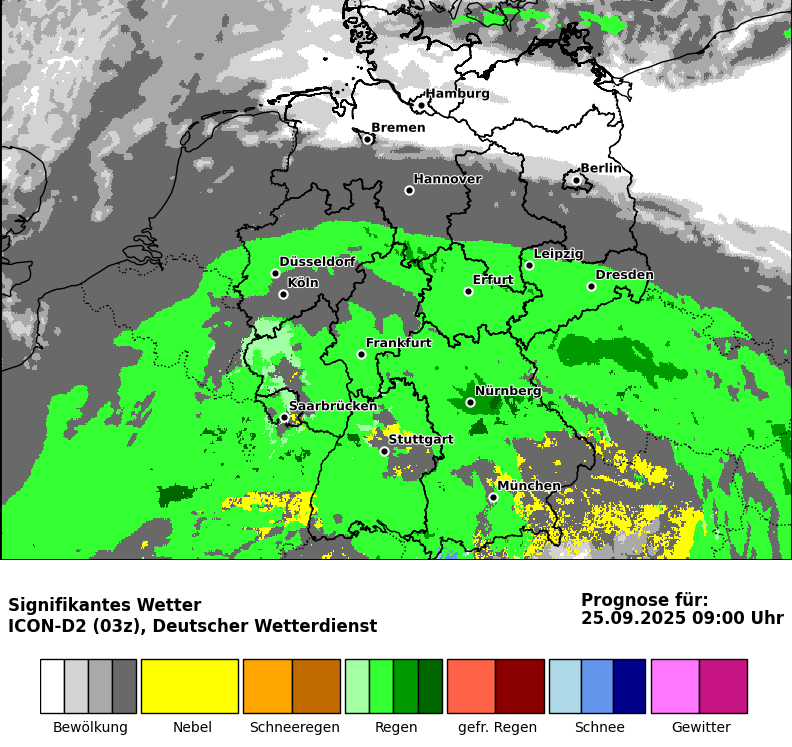 Hamburg
Bremen
Berlin
Hannover
Leipzig
Düsseldorf
Dresden
Köln
Erfurt
Frankfurt
Nürnberg
Saarbrücken
Stuttgart
München
Signifikantes Wetter
ICON-D2 (03z), Deutscher Wetterdienst
Prognose für:
25.09.2025 09:00 Uhr
Bewölkung Nebel Schneeregen Regen gefr. Regen Schnee Gewitter